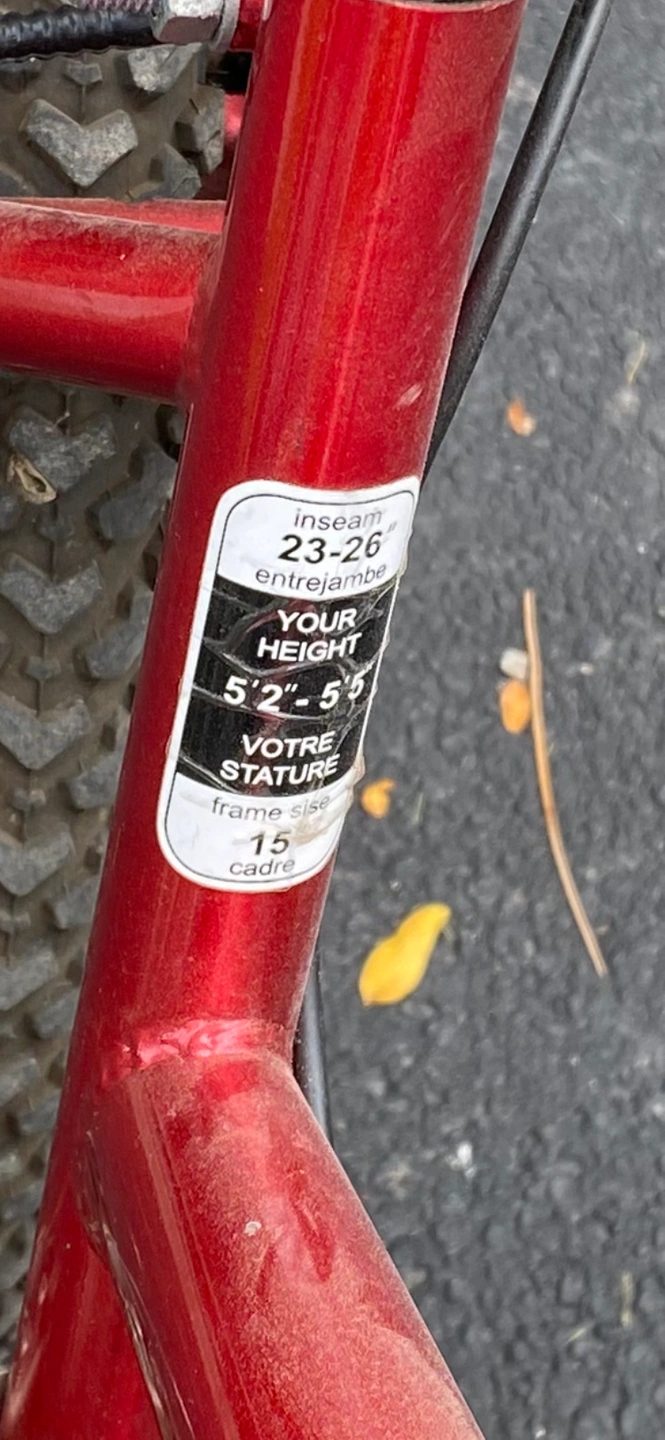 inseam
23-26"
entrejambe
YOUR
HEIGHT
5'2"- 5'5"
VOTRE
STATURE
frame sise
15
cadre